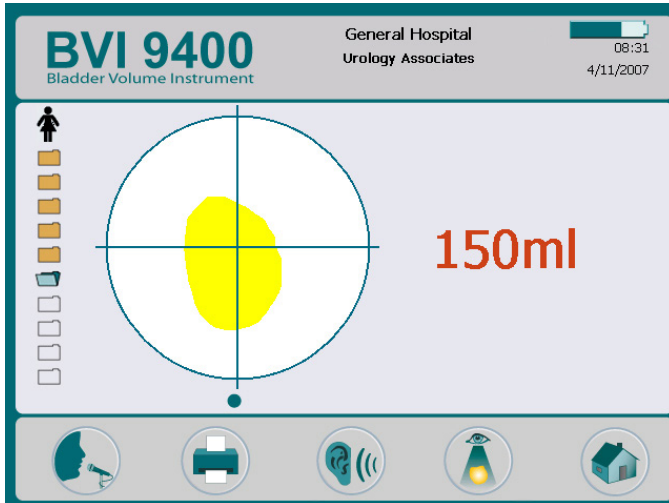 BVI 9400
Bladder Volume Instrument
General Hospital
Urology Associates
08:31
4/11/2007
150ml